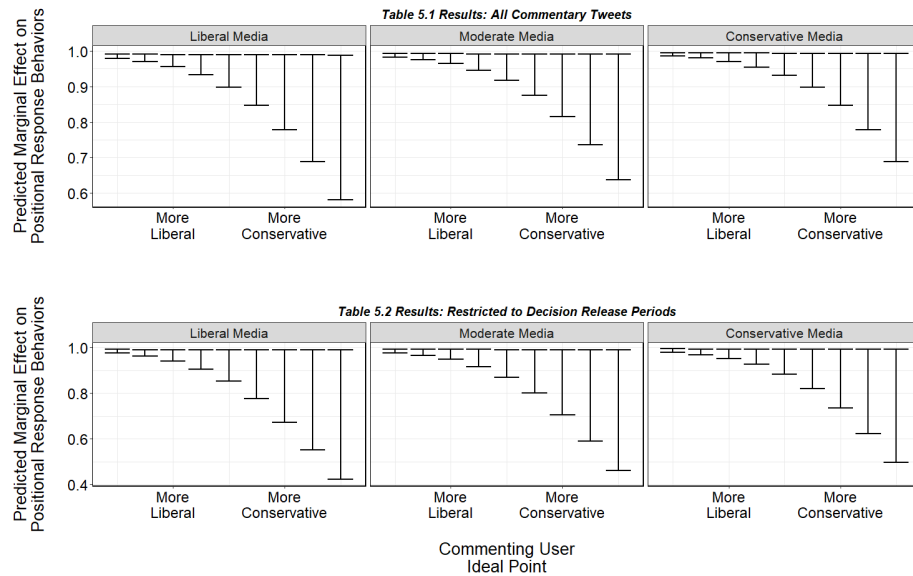 Table 5.1 Results: All Commentary Tweets
Liberal Media
Moderate Media
Conservative Media
Predicted Marginal Effect on
Positional Response Behaviors
1.0
0.9
0.8
0.7
0.6
More
Liberal
More
Conservative
More
Liberal
More
Conservative
More
Liberal
More
Conservative
Table 5.2 Results: Restricted to Decision Release Periods
Liberal Media
Moderate Media
Conservative Media
Predicted Marginal Effect on
Positional Response Behaviors
1.0
0.8
0.6
0.4
More
Liberal
More
Conservative
More
Liberal
More
Conservative
More
Liberal
More
Conservative
Commenting User
Ideal Point